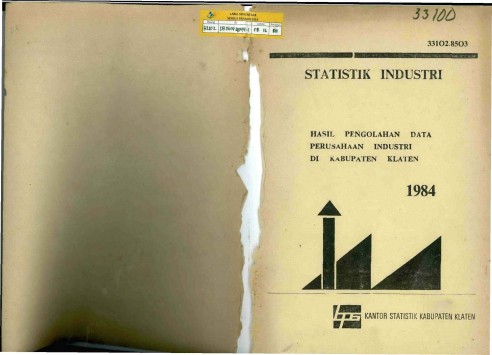 33100
33102.8503
STATISTIK INDUSTRI
HASIL PENGOLAHAN DATA
PERUSAHAAN INDUSTRI
DI KABUPATEN KLATEN
1984
KANTOR STATISTIK KABUPATEN KLATEN